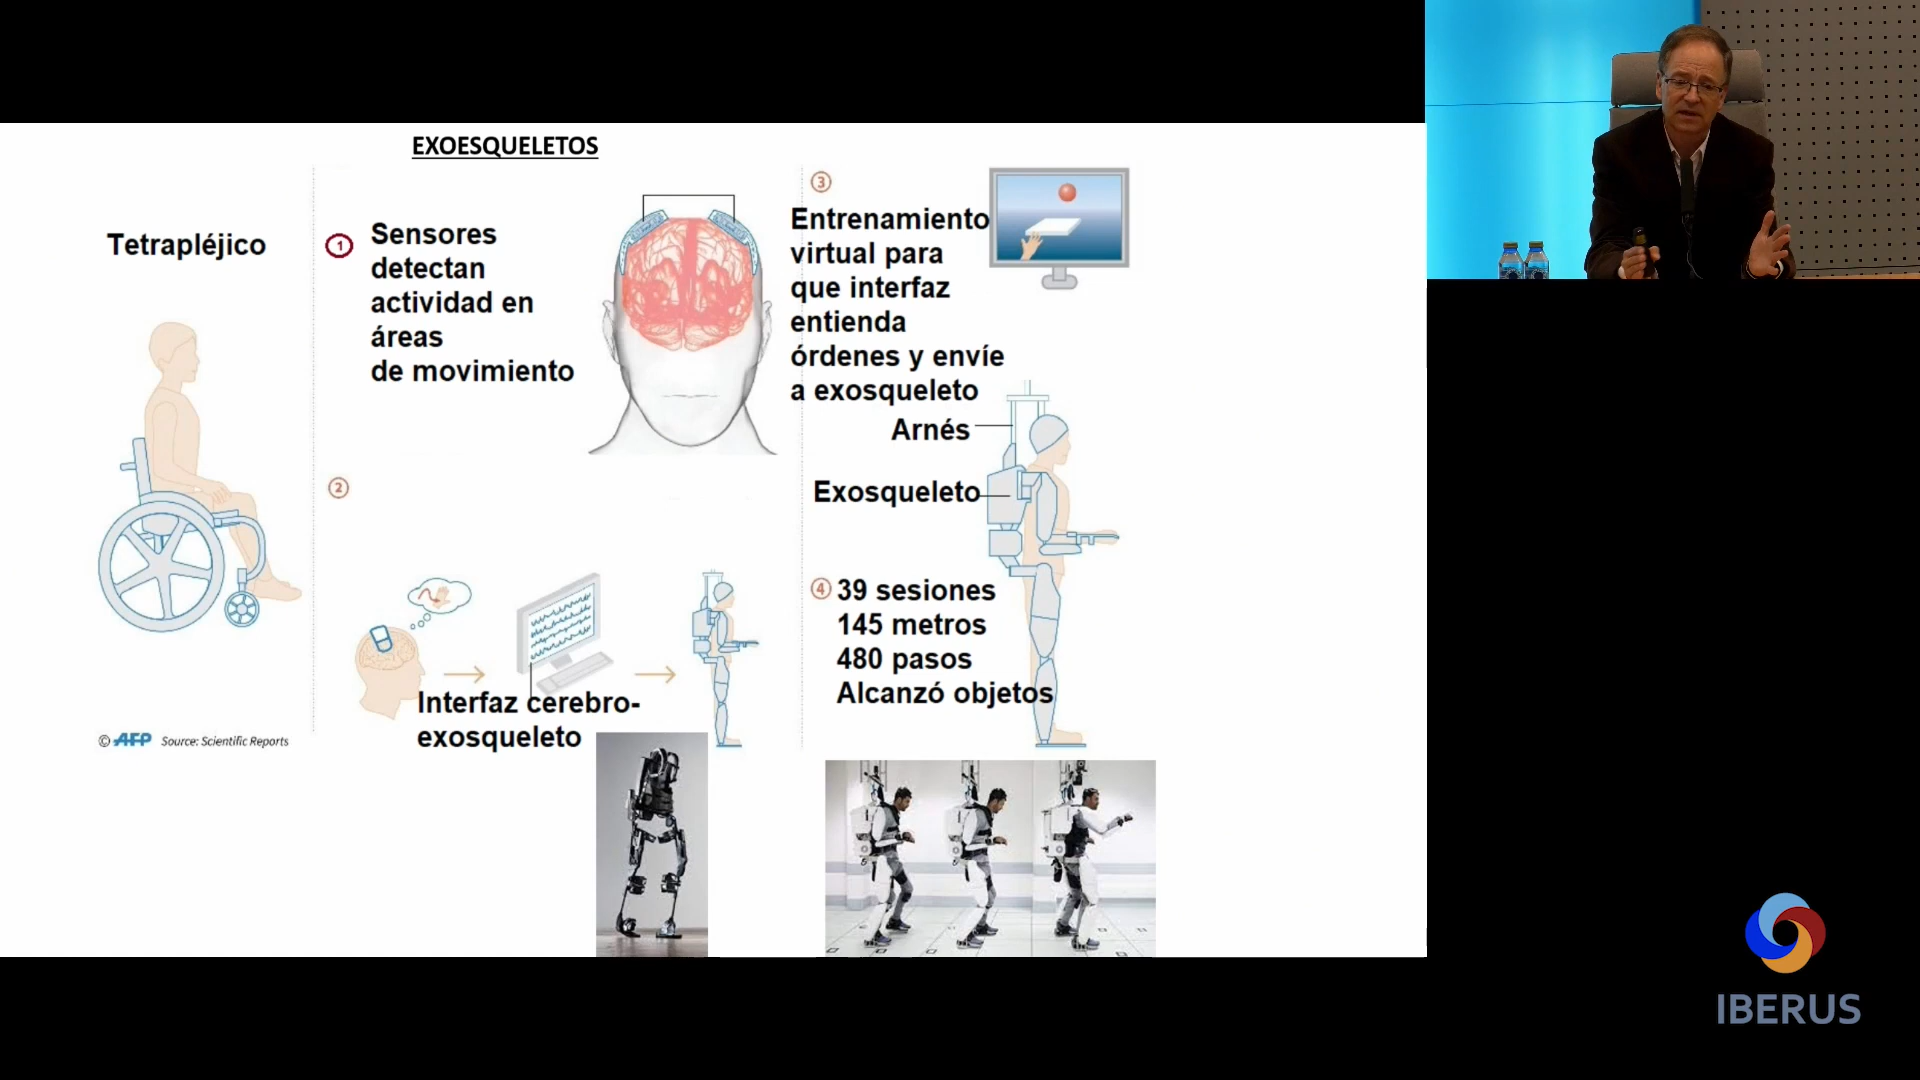 EXOESQUELETOS
Tetrapléjico
1
Sensores
detectan
actividad en
áreas
de movimiento
2
Interfaz cerebro-
exosqueleto
3
Entrenamiento
virtual para
que interfaz
entienda
órdenes y envíe
a exosqueleto
Arnés
Exosqueleto
4
39 sesiones
145 metros
480 pasos
Alcanzó objetos
© AFP Source: Scientific Reports
IBERUS